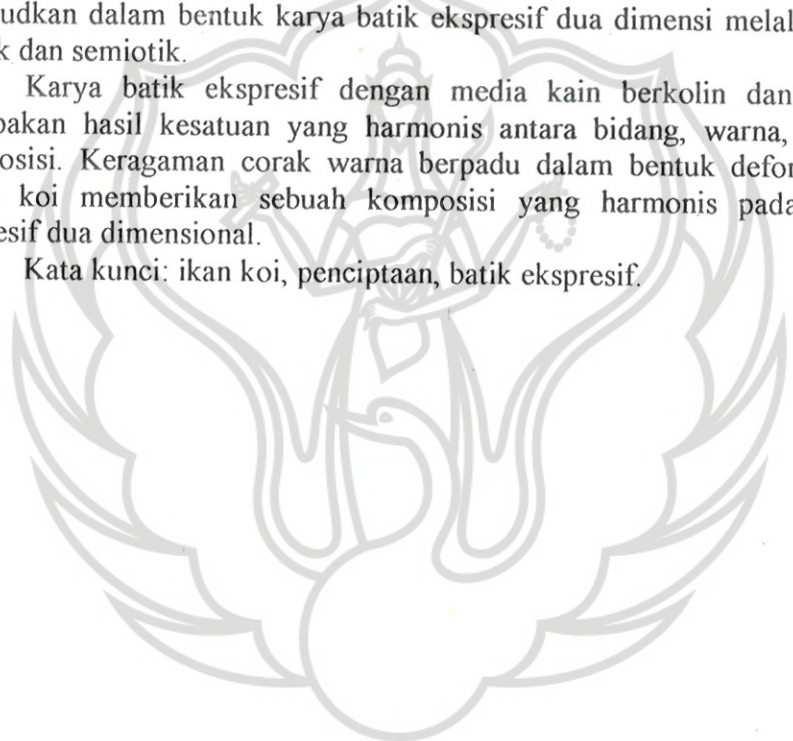 udkan dalam bentuk karya batik ekspresif dua dimensi melal
k dan semiotik.
Karya batik ekspresif dengan media kain berkolin dan
pakan hasil kesatuan yang harmonis antara bidang, warna,
osisi. Keragaman corak warna berpadu dalam bentuk defor
koi memberikan sebuah komposisi yang harmonis pada
esif dua dimensional.
Kata kunci: ikan koi, penciptaan, batik ekspresif.